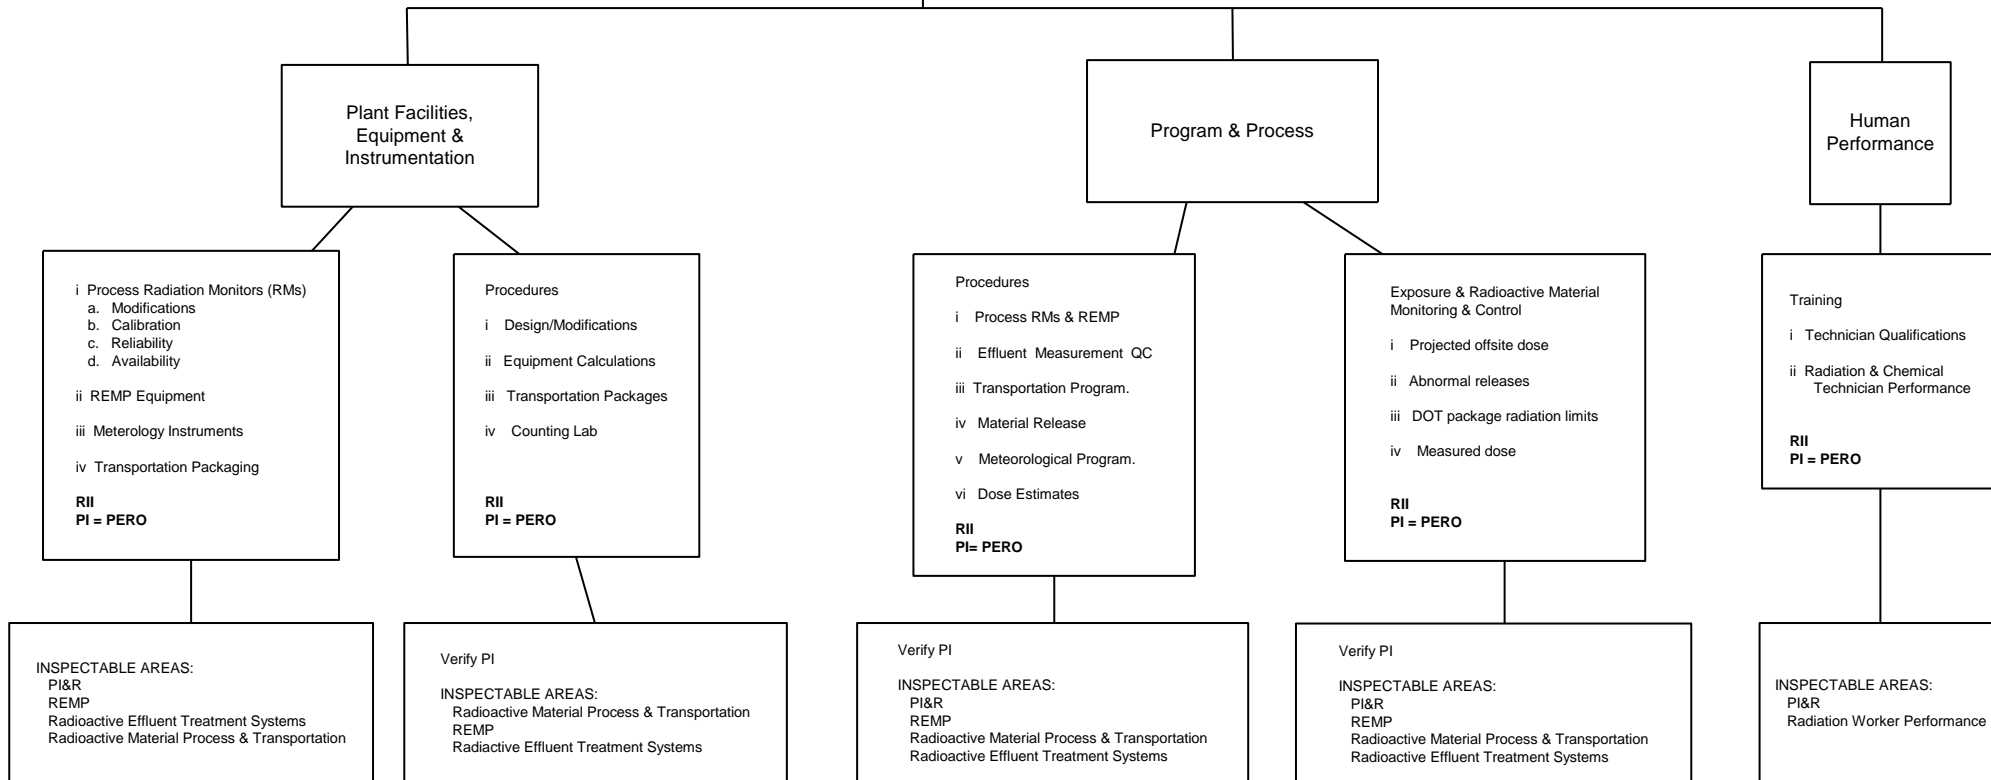 Plant Facilities,
Equipment &
Instrumentation
Program & Process
Human
Performance
i Process Radiation Monitors (RMs)
a. Modifications
b. Calibration
c. Reliability
d. Availability
ii REMP Equipment
iii Meterology Instruments
iv Transportation Packaging
RII
PI = PERO
Procedures
i Design/Modifications
ii Equipment Calculations
iii Transportation Packages
iv Counting Lab
RII
PI = PERO
Procedures
i Process RMs & REMP
ii Effluent Measurement QC
iii Transportation Program.
iv Material Release
v Meteorological Program.
vi Dose Estimates
RII
PI= PERO
Exposure & Radioactive Material
Monitoring & Control
i Projected offsite dose
ii Abnormal releases
iii DOT package radiation limits
iv Measured dose
RII
PI = PERO
Training
i Technician Qualifications
ii Radiation & Chemical
Technician Performance
RII
PI = PERO
INSPECTABLE AREAS:
PI&R
REMP
Radioactive Effluent Treatment Systems
Radioactive Material Process & Transportation
Verify PI
INSPECTABLE AREAS:
Radioactive Material Process & Transportation
REMP
Radiactive Effluent Treatment Systems
Verify PI
INSPECTABLE AREAS:
PI&R
REMP
Radioactive Material Process & Transportation
Radioactive Effluent Treatment Systems
Verify PI
INSPECTABLE AREAS:
PI&R
REMP
Radioactive Material Process & Transportation
Radioactive Effluent Treatment Systems
INSPECTABLE AREAS:
PI&R
Radiation Worker Performance